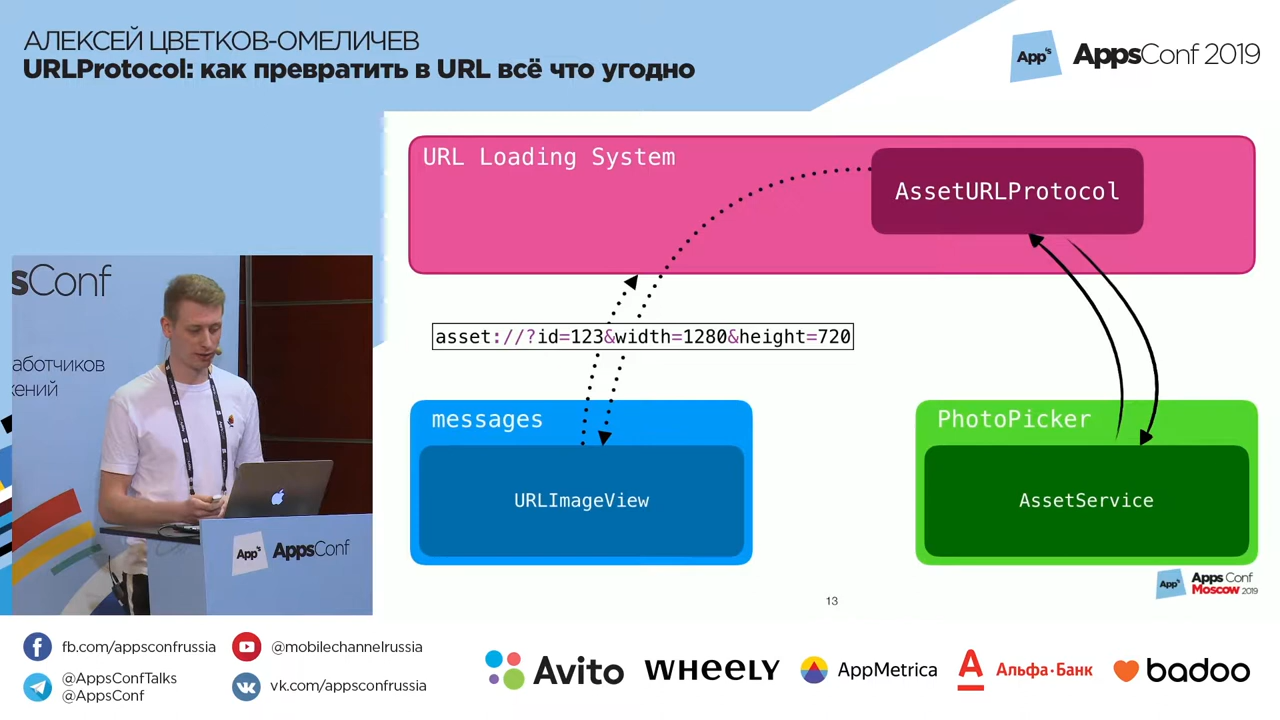 АЛЕКСЕЙ ЦВЕТКОВ-ОМЕЛИЧЕВ
URLProtocol: как превратить в URL всё что угодно
App's
AppsConf 2019
URL Loading System
AssetURLProtocol
asset://?id=123&width=1280&height=720
messages
URLImageView
PhotoPicker
AssetService
13
App's
Apps Conf
Moscow 2019
sConf
аботчиков
жений
App's
AppsConf
fb.com/appsconfrussia
@mobilechannelrussia
@AppsConfTalks
@AppsConf
vk.com/appsconfrussia
Avito
WHEELY
AppMetrica
А
Альфа·Банк
badoo